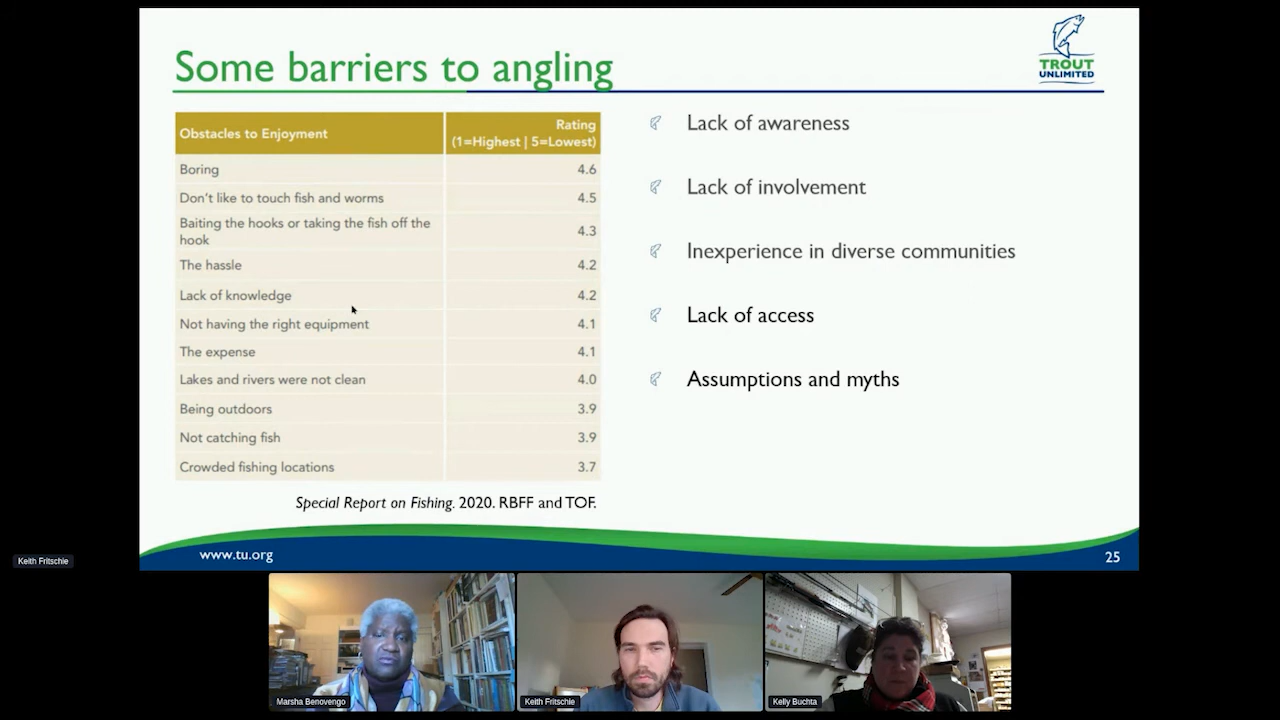 Some barriers to angling
TROUT
UNLIMITED
Obstacles to Enjoyment
Rating
(1=Highest | 5=Lowest)
Boring 4.6
Don't like to touch fish and worms 4.5
Baiting the hooks or taking the fish off the
hook 4.3
The hassle 4.2
Lack of knowledge 4.2
Not having the right equipment 4.1
The expense 4.1
Lakes and rivers were not clean 4.0
Being outdoors 3.9
Not catching fish 3.9
Crowded fishing locations 3.7
Special Report on Fishing. 2020. RBFF and TOF.
Lack of awareness
Lack of involvement
Inexperience in diverse communities
Lack of access
Assumptions and myths
www.tu.org
25
Keith Fritschie
Marsha Benovengo
Keith Fritschie
Kelly Buchta